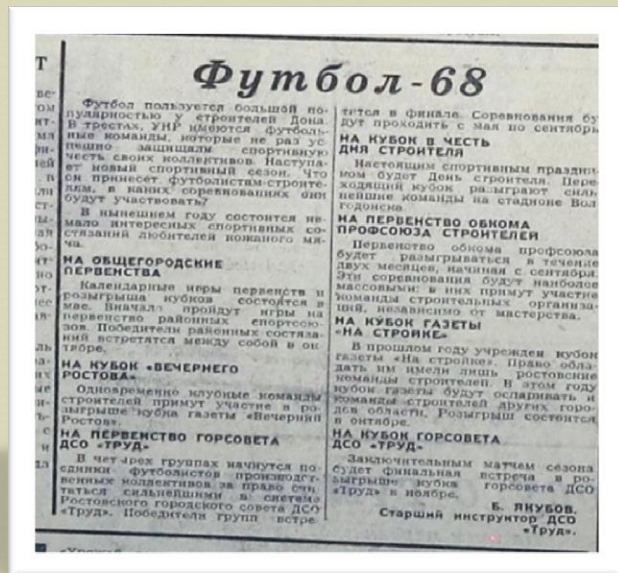 Футбол-68
Футбол пользуется большой по-
пулярностью у строителей Дона.
В трестах, УНР имеются футболь-
ные команды, которые не раз ус-
пешно защищали спортивную
честь своих коллективов. Наступа-
ет новый спортивный сезон. Что
он принесет футболистам-строите-
лям, в каких соревнованиях они
будут участвовать?
В нынешнем году состоится не-
мало интересных спортивных со-
стязаний любителей кожаного мя-
ча.
НА ОБЩЕГОРОДСКИЕ
ПЕРВЕНСТВА
Календарные игры первенств и
розыгрыша кубков состоятся в
мае. Вначале пройдут игры на
первенство районных спортсою-
зов. Победители районных состяза-
ний встретятся между собой в ок-
тябре.
НА КУБОК «ВЕЧЕРНЕГО
РОСТОВА»
Одновременно клубные команды
строителей примут участие в ро-
зыгрыше кубка газеты «Вечерний
Ростов».
НА ПЕРВЕНСТВО ГОРСОВЕТА
ДСО «ТРУД»
В четырех группах начнутся по-
единки футболистов производст-
венных коллективов за право счи-
таться сильнейшими в системе
Ростовского городского совета ДСО
«Труд». Победители групп встре-
тятся в финале. Соревнования бу-
дут проходить с мая по сентябрь
НА КУБОК В ЧЕСТЬ
ДНЯ СТРОИТЕЛЯ
Настоящим спортивным праздни-
ком будет День строителя. Пере-
ходящий кубок разыграют силь-
нейшие команды на стадионе Вол
годонска.
НА ПЕРВЕНСТВО ОБКОМА
ПРОФСОЮЗА СТРОИТЕЛЕЙ
Первенство обкома профсоюза
будет разыгрываться в течение
двух месяцев, начиная с сентября.
Эти соревнования будут наиболее
массовыми: в них примут участие
команды строительных организа-
ций, независимо от мастерства.
НА КУБОК ГАЗЕТЫ
«НА СТРОЙКЕ»
В прошлом году учрежден кубок
газеты «На стройке». Право обла-
дать им имели лишь ростовские
команды строителей. В этом году
кубок газеты будут оспаривать и
команды строителей других горо-
дов области. Розыгрыш состоится
в октябре.
НА КУБОК ГОРСОВЕТА
ДСО «ТРУД»
Заключительным матчем сезона
будет финальная встреча в ро-
зыгрыше кубка горсовета ДСО
«Труд» в ноябре.
Б. ЯКУБОВ.
Старший инструктор ДСО
«Труд».